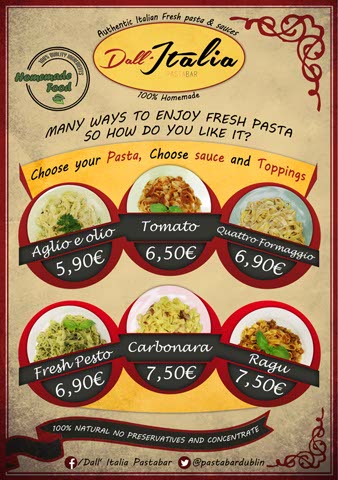 Authentic Italian Fresh pasta & sauces
Dall' Italia
PASTABAR
100% Homemade
100% QUALITY INGREDIENTS
Homemade
Food
MANY WAYS TO ENJOY FRESH PASTA
SO HOW DO YOU LIKE IT?
Choose your Pasta, Choose sauce and Toppings
Aglio e olio
5,90€
Tomato
6,50€
Quattro Formaggio
6,90€
Fresh Pesto
6,90€
Carbonara
7,50€
Ragu
7,50€
100% NATURAL NO PRESERVATIVES AND CONCENTRATE
f/Dall' Italia Pastabar @pastabardublin